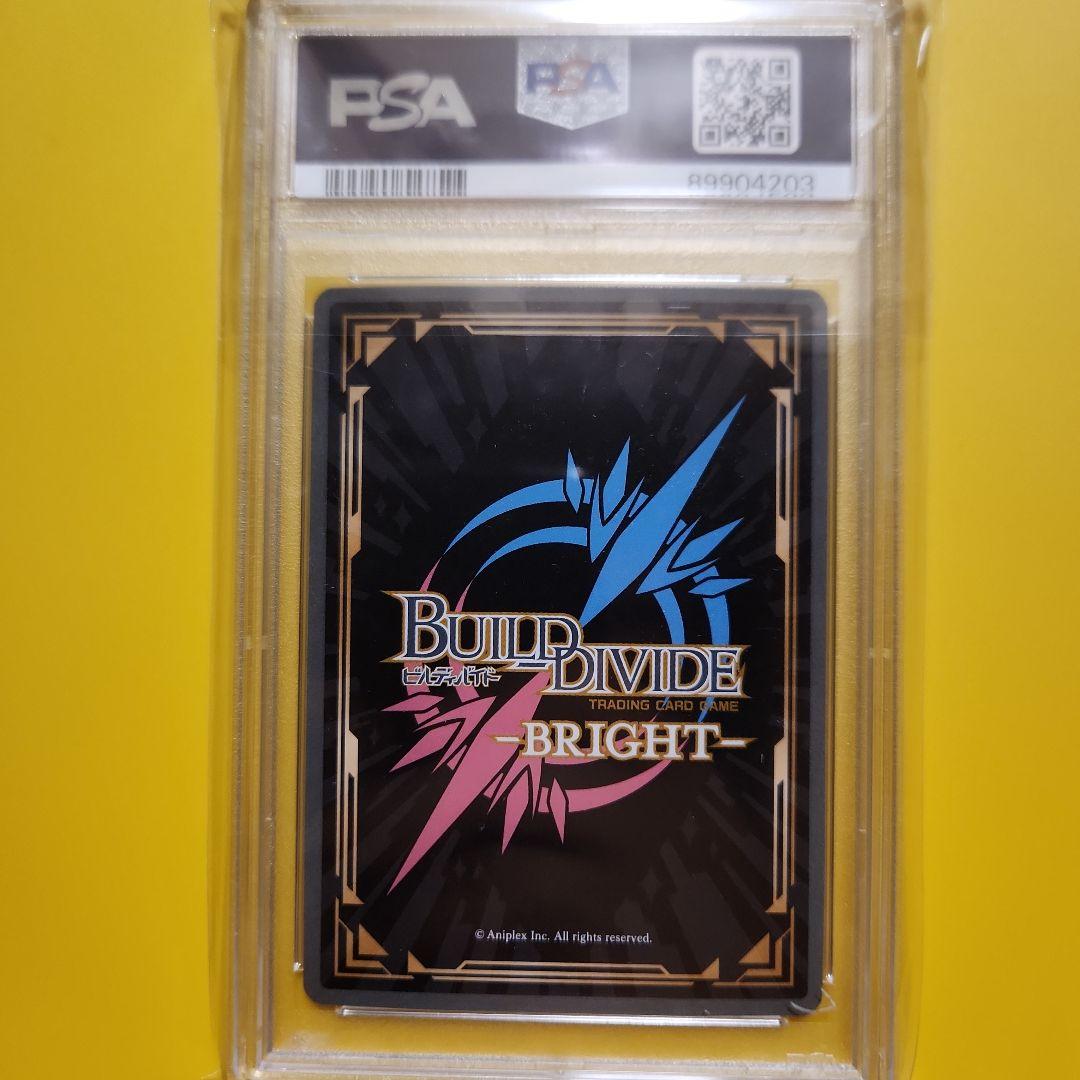 PSA
PSA
89904203
BUILD DIVIDE
ビルディバイド
TRADING CARD GAME
-BRIGHT-
© Aniplex Inc. All rights reserved.